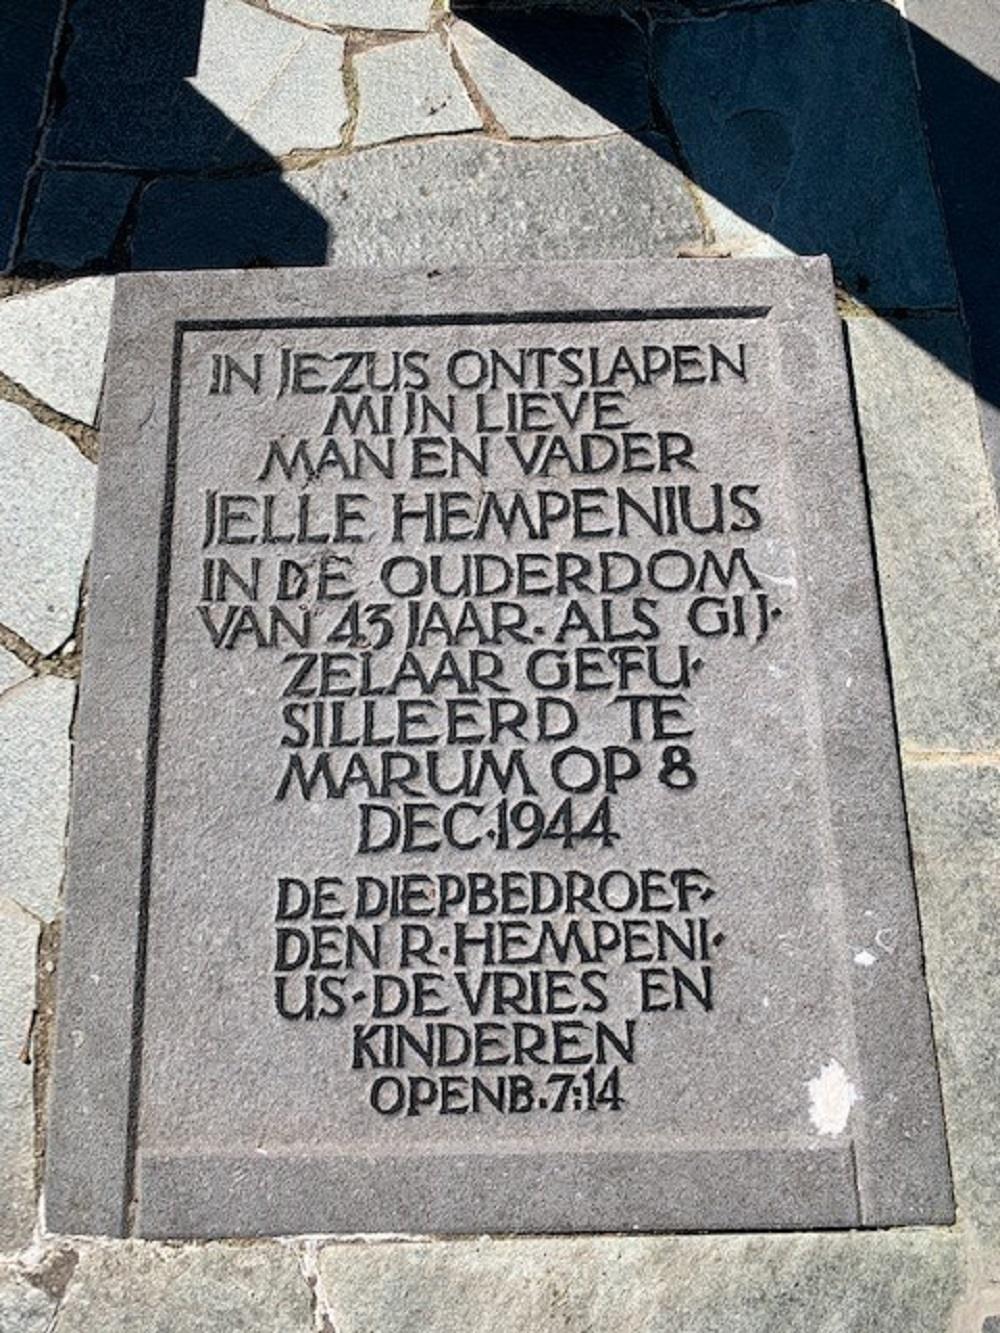 IN JEZUS ONTSLAPEN
MIJN LIEVE
MAN EN VADER
JELLE HEMPENIUS
IN DE OUDERDOM
VAN 43 JAAR. ALS GIJ-
ZELAAR GEFU-
SILLEERD TE
MARUM OP 8
DEC·1944
DE DIEPBEDROEF-
DEN R·HEMPENI-
US-DE VRIES EN
KINDEREN
OPENB.7:14